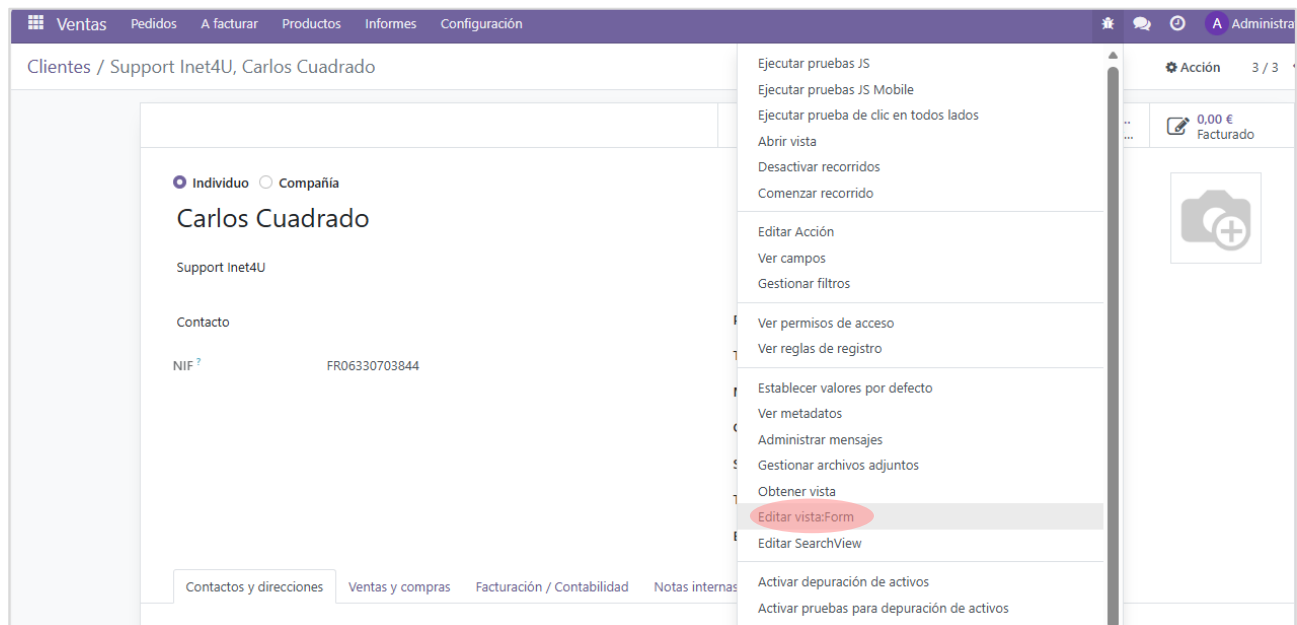 Ventas Pedidos A facturar Productos Informes Configuración A Administra
Clientes / Support Inet4U, Carlos Cuadrado
Acción 3 / 3
Ejecutar pruebas JS
Ejecutar pruebas JS Mobile
Ejecutar prueba de clic en todos lados
Abrir vista
Desactivar recorridos
Comenzar recorrido
Editar Acción
Ver campos
Gestionar filtros
Ver permisos de acceso
Ver reglas de registro
Establecer valores por defecto
Ver metadatos
Administrar mensajes
Gestionar archivos adjuntos
Obtener vista
Editar vista:Form
Editar SearchView
Activar depuración de activos
Activar pruebas para depuración de activos
0,00 €
Facturado
Individuo Compañía
Carlos Cuadrado
Support Inet4U
Contacto
NIF ? FR06330703844
Contactos y direcciones Ventas y compras Facturación / Contabilidad Notas internas